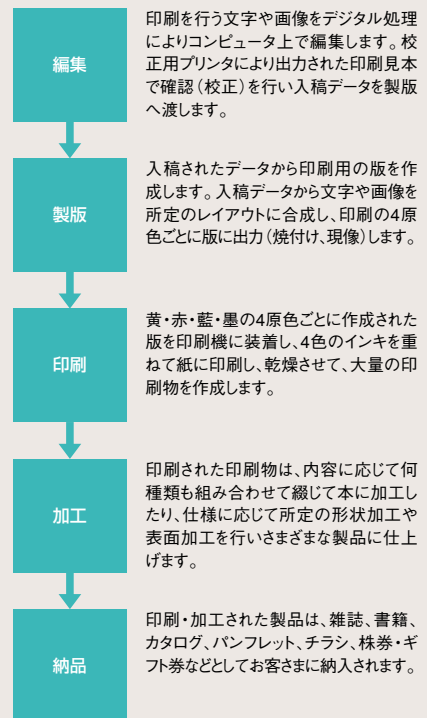 編集
印刷を行う文字や画像をデジタル処理
によりコンピュータ上で編集します。校
正用プリンタにより出力された印刷見本
で確認（校正）を行い入稿データを製版
へ渡します。
製版
入稿されたデータから印刷用の版を作
成します。入稿データから文字や画像を
所定のレイアウトに合成し、印刷の4原
色ごとに版に出力（焼付け、現像）します。
印刷
黄・赤・藍・墨の4原色ごとに作成された
版を印刷機に装着し、4色のインキを重
ねて紙に印刷し、乾燥させて、大量の印
刷物を作成します。
加工
印刷された印刷物は、内容に応じて何
種類も組み合わせて綴じて本に加工し
たり、仕様に応じて所定の形状加工や
表面加工を行いさまざまな製品に仕上
げます。
納品
印刷・加工された製品は、雑誌、書籍、
カタログ、パンフレット、チラシ、株券・ギ
フト券などとしてお客さまに納入されます。